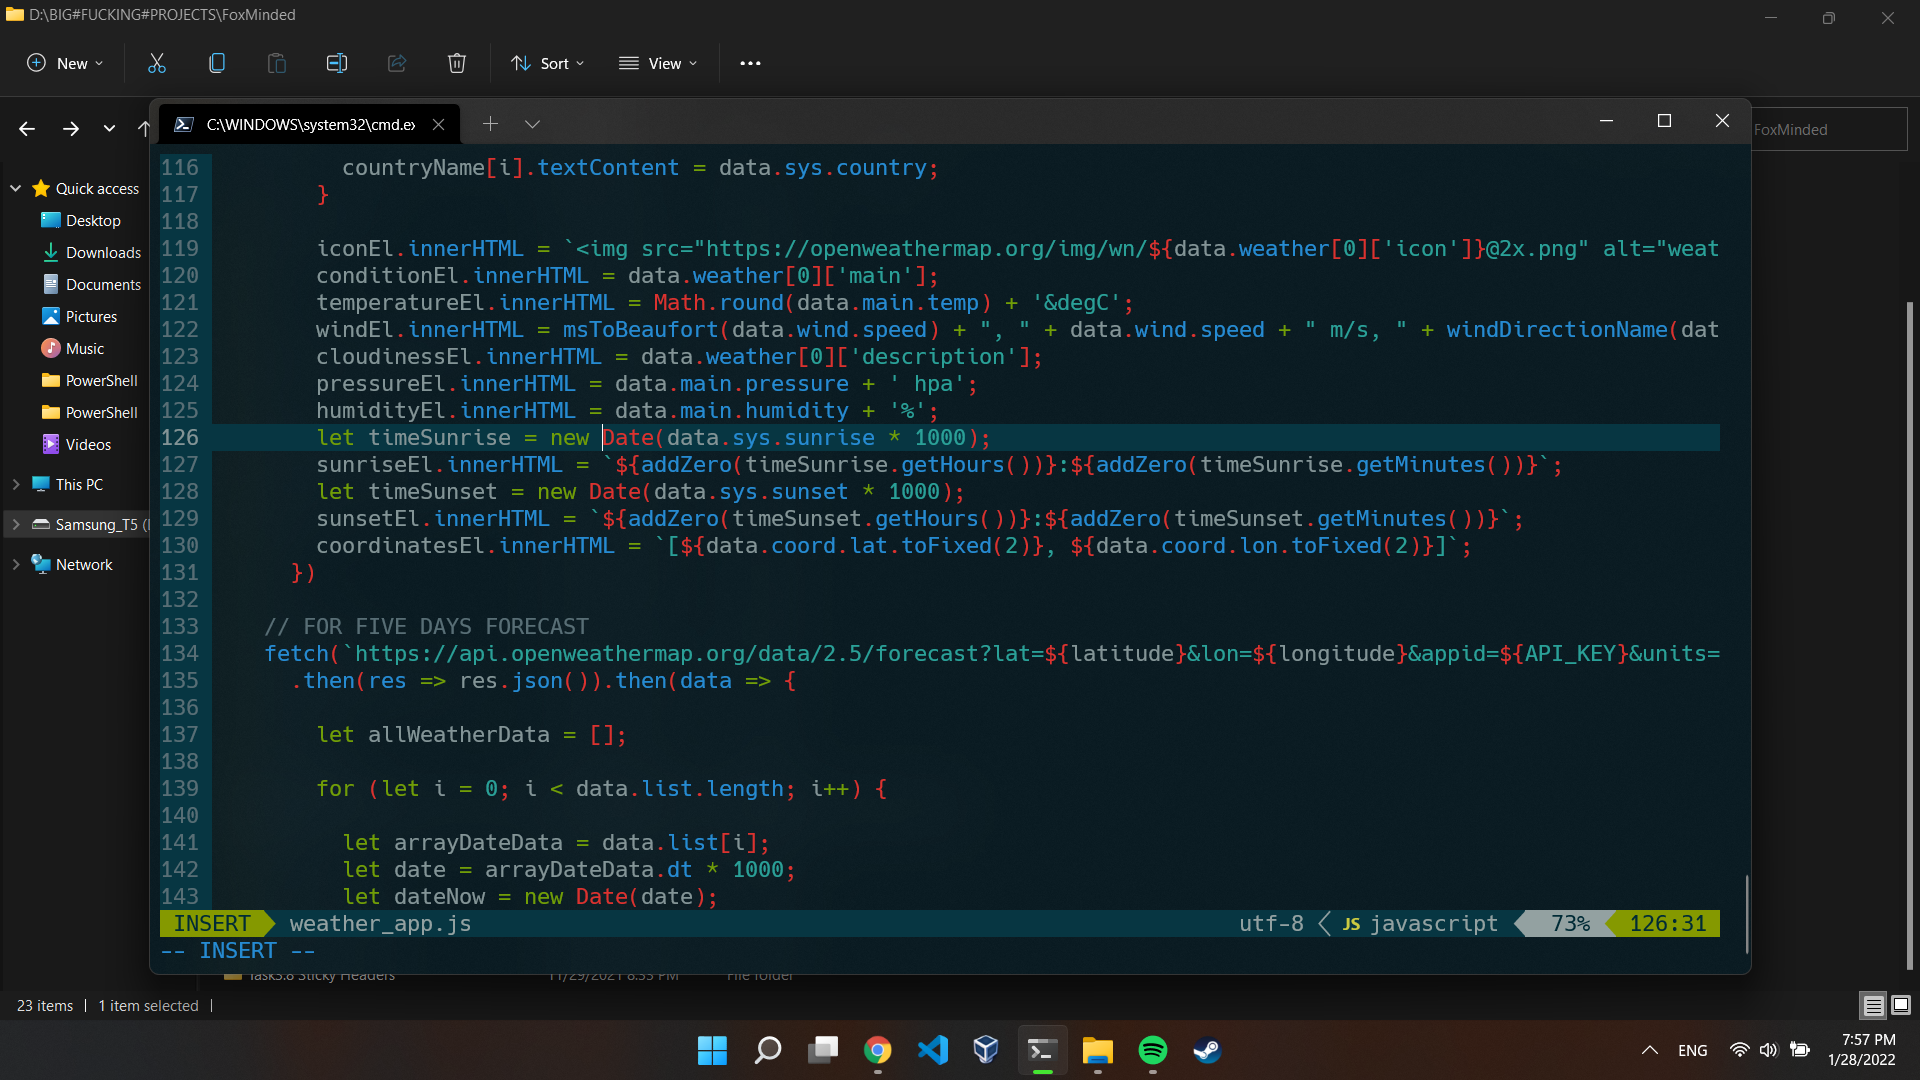 D:\BIG#FUCKING#PROJECTS\FoxMinded
New
Sort
View
C:\WINDOWS\system32\cmd.ex
FoxMinded
Quick access
Desktop
Downloads
Documents
Pictures
Music
PowerShell
PowerShell
Videos
This PC
Samsung_T5 (
Network
116 countryName[i].textContent = data.sys.country;
117 }
118
119 iconEl.innerHTML = `<img src="https://openweathermap.org/img/wn/${data.weather[0]['icon']}@2x.png" alt="weat
120 conditionEl.innerHTML = data.weather[0]['main'];
121 temperatureEl.innerHTML = Math.round(data.main.temp) + '&degC';
122 windEl.innerHTML = msToBeaufort(data.wind.speed) + ", " + data.wind.speed + " m/s, " + windDirectionName(dat
123 cloudinessEl.innerHTML = data.weather[0]['description'];
124 pressureEl.innerHTML = data.main.pressure + ' hpa';
125 humidityEl.innerHTML = data.main.humidity + '%';
126 let timeSunrise = new Date(data.sys.sunrise * 1000);
127 sunriseEl.innerHTML = `${addZero(timeSunrise.getHours())}:${addZero(timeSunrise.getMinutes())}`;
128 let timeSunset = new Date(data.sys.sunset * 1000);
129 sunsetEl.innerHTML = `${addZero(timeSunset.getHours())}:${addZero(timeSunset.getMinutes())}`;
130 coordinatesEl.innerHTML = `[${data.coord.lat.toFixed(2)}, ${data.coord.lon.toFixed(2)}]`;
131 })
132
133 // FOR FIVE DAYS FORECAST
134 fetch(`https://api.openweathermap.org/data/2.5/forecast?lat=${latitude}&lon=${longitude}&appid=${API_KEY}&units=
135 .then(res => res.json()).then(data => {
136
137 let allWeatherData = [];
138
139 for (let i = 0; i < data.list.length; i++) {
140
141 let arrayDateData = data.list[i];
142 let date = arrayDateData.dt * 1000;
143 let dateNow = new Date(date);
INSERT weather_app.js utf-8 JS javascript 73% 126:31
-- INSERT --
Task3.8 Sticky Headers 11/29/2021 8:33 PM File folder
23 items 1 item selected
ENG
7:57 PM
1/28/2022